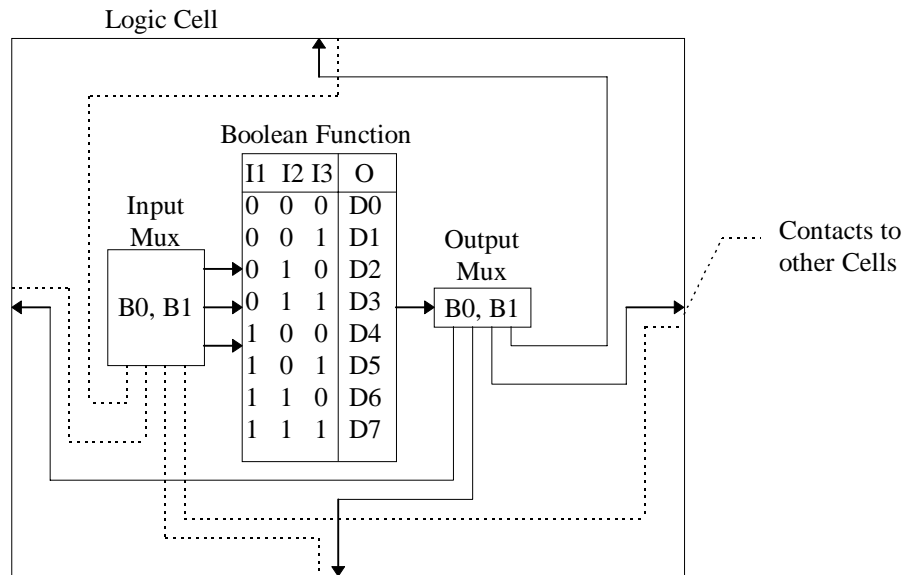 Logic Cell
Boolean Function
I1 I2 I3 O
0 0 0 D0
0 0 1 D1
0 1 0 D2
0 1 1 D3
1 0 0 D4
1 0 1 D5
1 1 0 D6
1 1 1 D7
Input
Mux
B0, B1
Output
Mux
B0, B1
Contacts to
other Cells